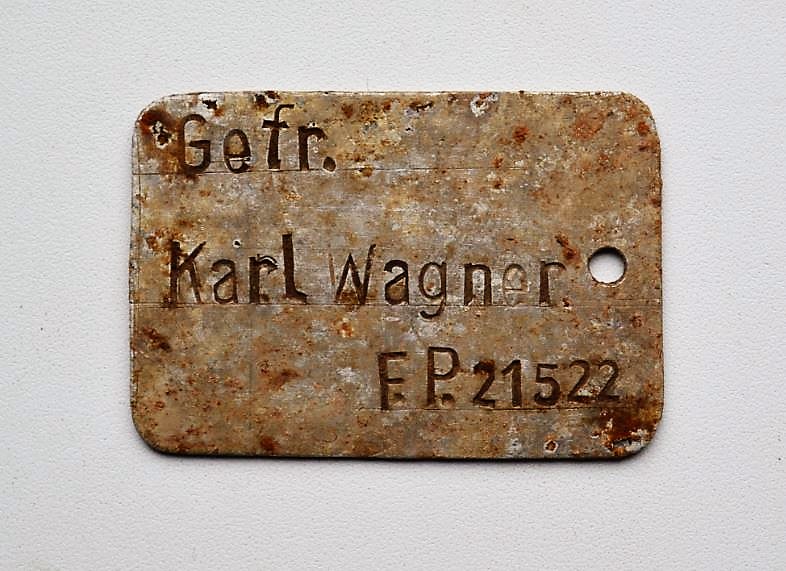 Gefr.
Karl Wagner
F.P. 21522